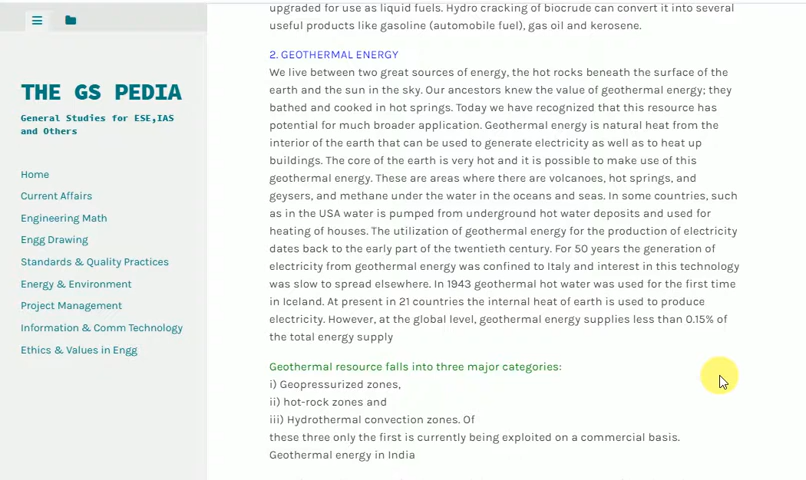 THE GS PEDIA
General Studies for ESE,IAS
and Others
Home
Current Affairs
Engineering Math
Engg Drawing
Standards & Quality Practices
Energy & Environment
Project Management
Information & Comm Technology
Ethics & Values in Engg
upgraded for use as liquid fuels. Hydro cracking of biocrude can convert it into several
useful products like gasoline (automobile fuel), gas oil and kerosene.
2. GEOTHERMAL ENERGY
We live between two great sources of energy, the hot rocks beneath the surface of the
earth and the sun in the sky. Our ancestors knew the value of geothermal energy; they
bathed and cooked in hot springs. Today we have recognized that this resource has
potential for much broader application. Geothermal energy is natural heat from the
interior of the earth that can be used to generate electricity as well as to heat up
buildings. The core of the earth is very hot and it is possible to make use of this
geothermal energy. These are areas where there are volcanoes, hot springs, and
geysers, and methane under the water in the oceans and seas. In some countries, such
as in the USA water is pumped from underground hot water deposits and used for
heating of houses. The utilization of geothermal energy for the production of electricity
dates back to the early part of the twentieth century. For 50 years the generation of
electricity from geothermal energy was confined to Italy and interest in this technology
was slow to spread elsewhere. In 1943 geothermal hot water was used for the first time
in Iceland. At present in 21 countries the internal heat of earth is used to produce
electricity. However, at the global level, geothermal energy supplies less than 0.15% of
the total energy supply
Geothermal resource falls into three major categories:
i) Geopressurized zones,
ii) hot-rock zones and
iii) Hydrothermal convection zones. Of
these three only the first is currently being exploited on a commercial basis.
Geothermal energy in India